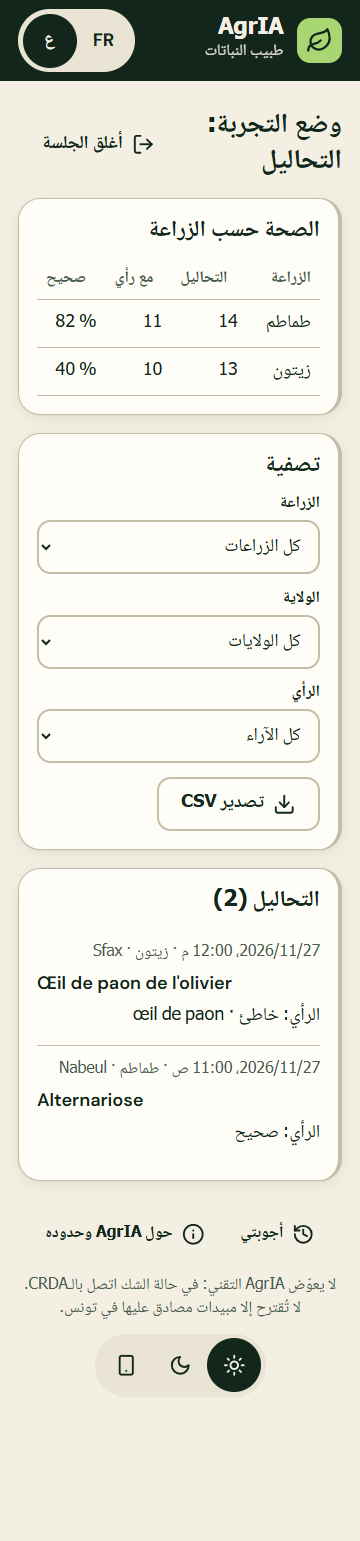 AgrIA
طبيب النباتات
FR
ع
وضع التجربة:
التحاليل
أغلق الجلسة
الصحة حسب الزراعة
الزراعة التحاليل مع رأي صحيح
طماطم 14 11 82 %
زيتون 13 10 40 %
تصفية
الزراعة
كل الزراعات
الولاية
كل الولايات
الرأي
كل الآراء
تصدير CSV
التحاليل (2)
2026/11/27، 12:00 م · زيتون · Sfax
Œil de paon de l'olivier
الرأي: خاطئ · œil de paon
2026/11/27، 11:00 ص · طماطم · Nabeul
Alternariose
الرأي: صحيح
أجوبتي
حول AgrIA وحدوده
لا يعوّض AgrIA التقني: في حالة الشك اتصل بالـCRDA.
لا تُقترح إلا مبيدات مصادق عليها في تونس.